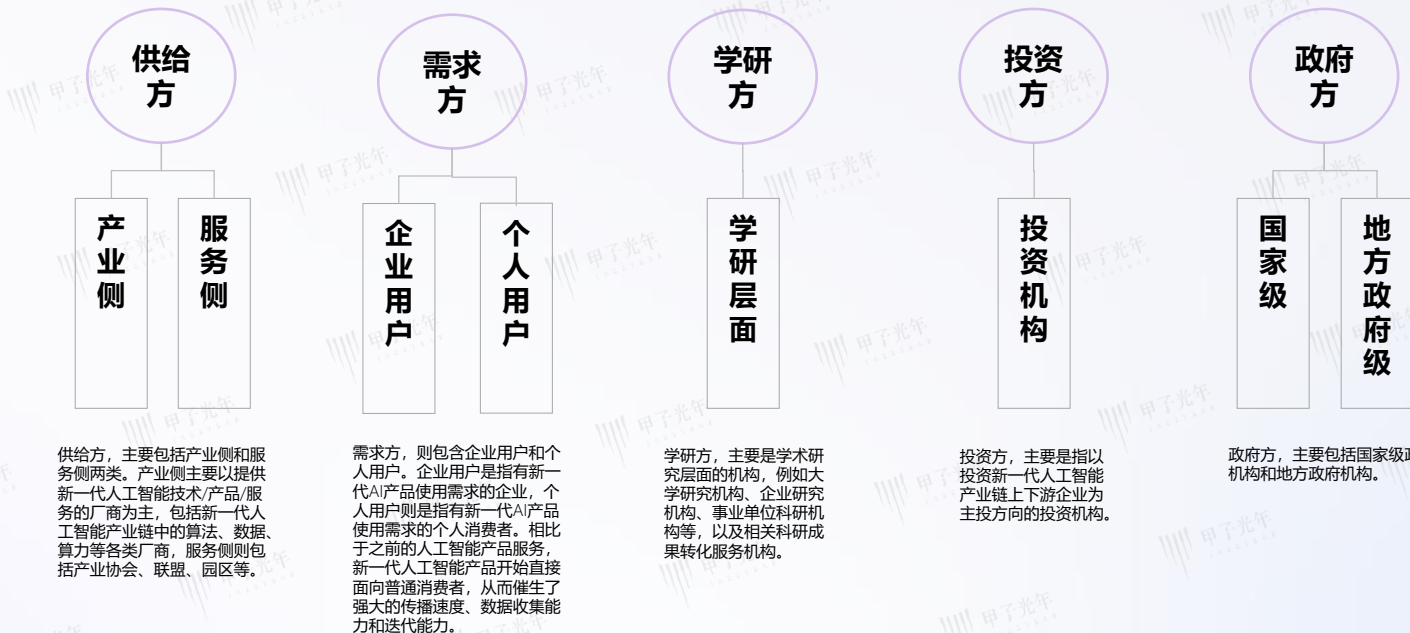 供给
方
需求
方
学研
方
投资
方
政府
方
产
业
侧
服
务
侧
企
业
用
户
个
人
用
户
学
研
层
面
投
资
机
构
国
家
级
地
方
政
府
级
供给方，主要包括产业侧和服
务侧两类。产业侧主要以提供
新一代人工智能技术/产品/服
务的厂商为主，包括新一代人
工智能产业链中的算法、数据、
算力等各类厂商，服务侧则包
括产业协会、联盟、园区等。
需求方，则包含企业用户和个
人用户。企业用户是指有新一
代AI产品使用需求的企业，个
人用户则是指有新一代AI产品
使用需求的个人消费者。相比
于之前的人工智能产品服务，
新一代人工智能产品开始直接
面向普通消费者，从而催生了
强大的传播速度、数据收集能
力和迭代能力。
学研方，主要是学术研
究层面的机构，例如大
学研究机构、企业研究
机构、事业单位科研机
构等，以及相关科研成
果转化服务机构。
投资方，主要是指以
投资新一代人工智能
产业链上下游企业为
主投方向的投资机构。
政府方，主要包括国家级
机构和地方政府机构。
甲子光年